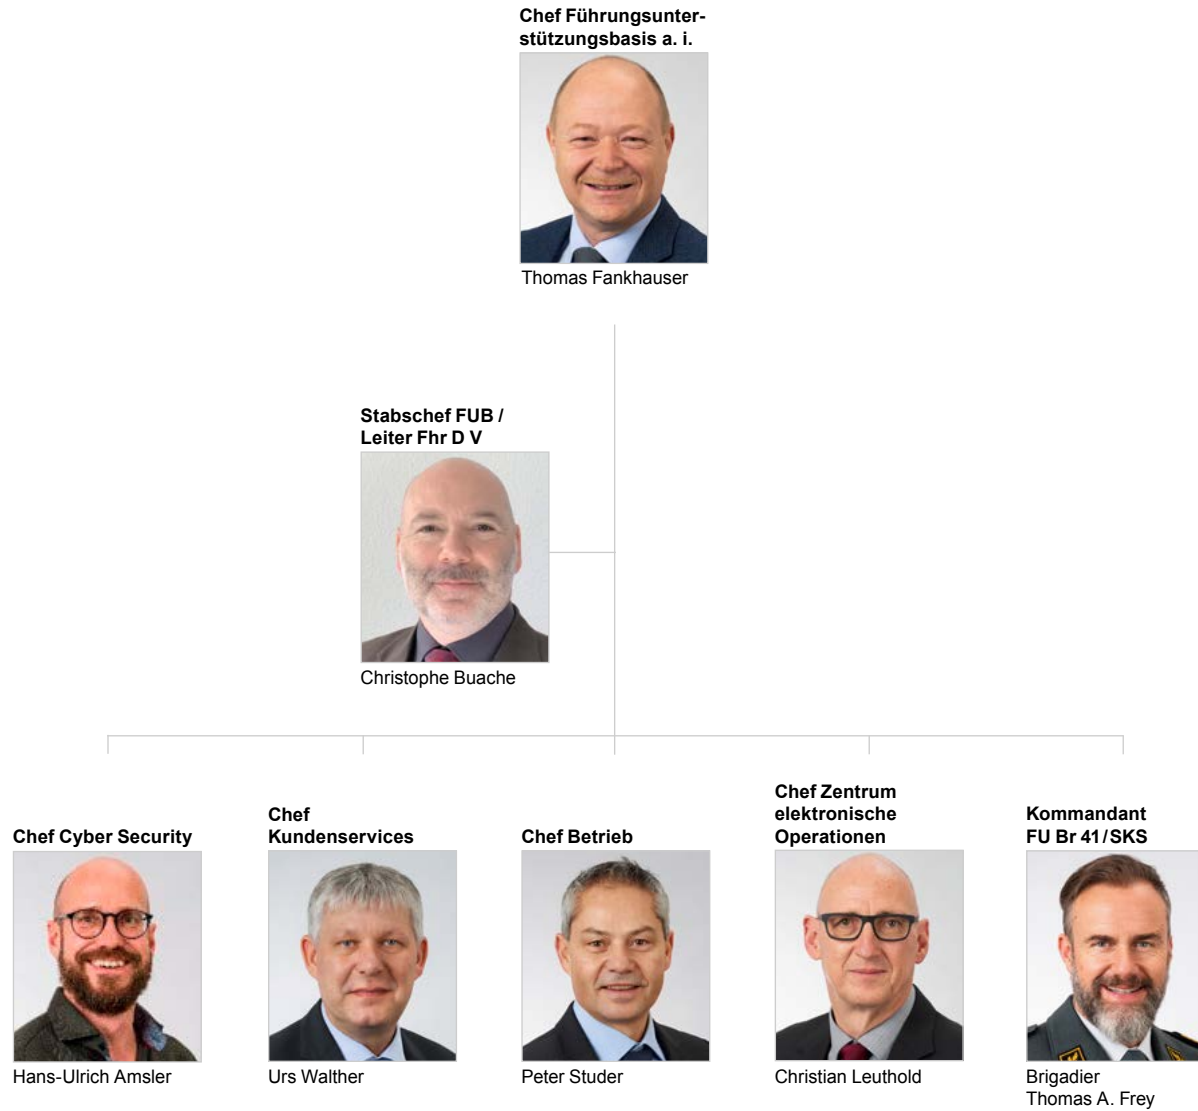 Chef Führungsunter-
stützungsbasis a. i.
Thomas Fankhauser
Stabschef FUB /
Leiter Fhr D V
Christophe Buache
Chef Cyber Security
Hans-Ulrich Amsler
Chef
Kundenservices
Urs Walther
Chef Betrieb
Peter Studer
Chef Zentrum
elektronische
Operationen
Christian Leuthold
Kommandant
FU Br 41/SKS
Brigadier
Thomas A. Frey